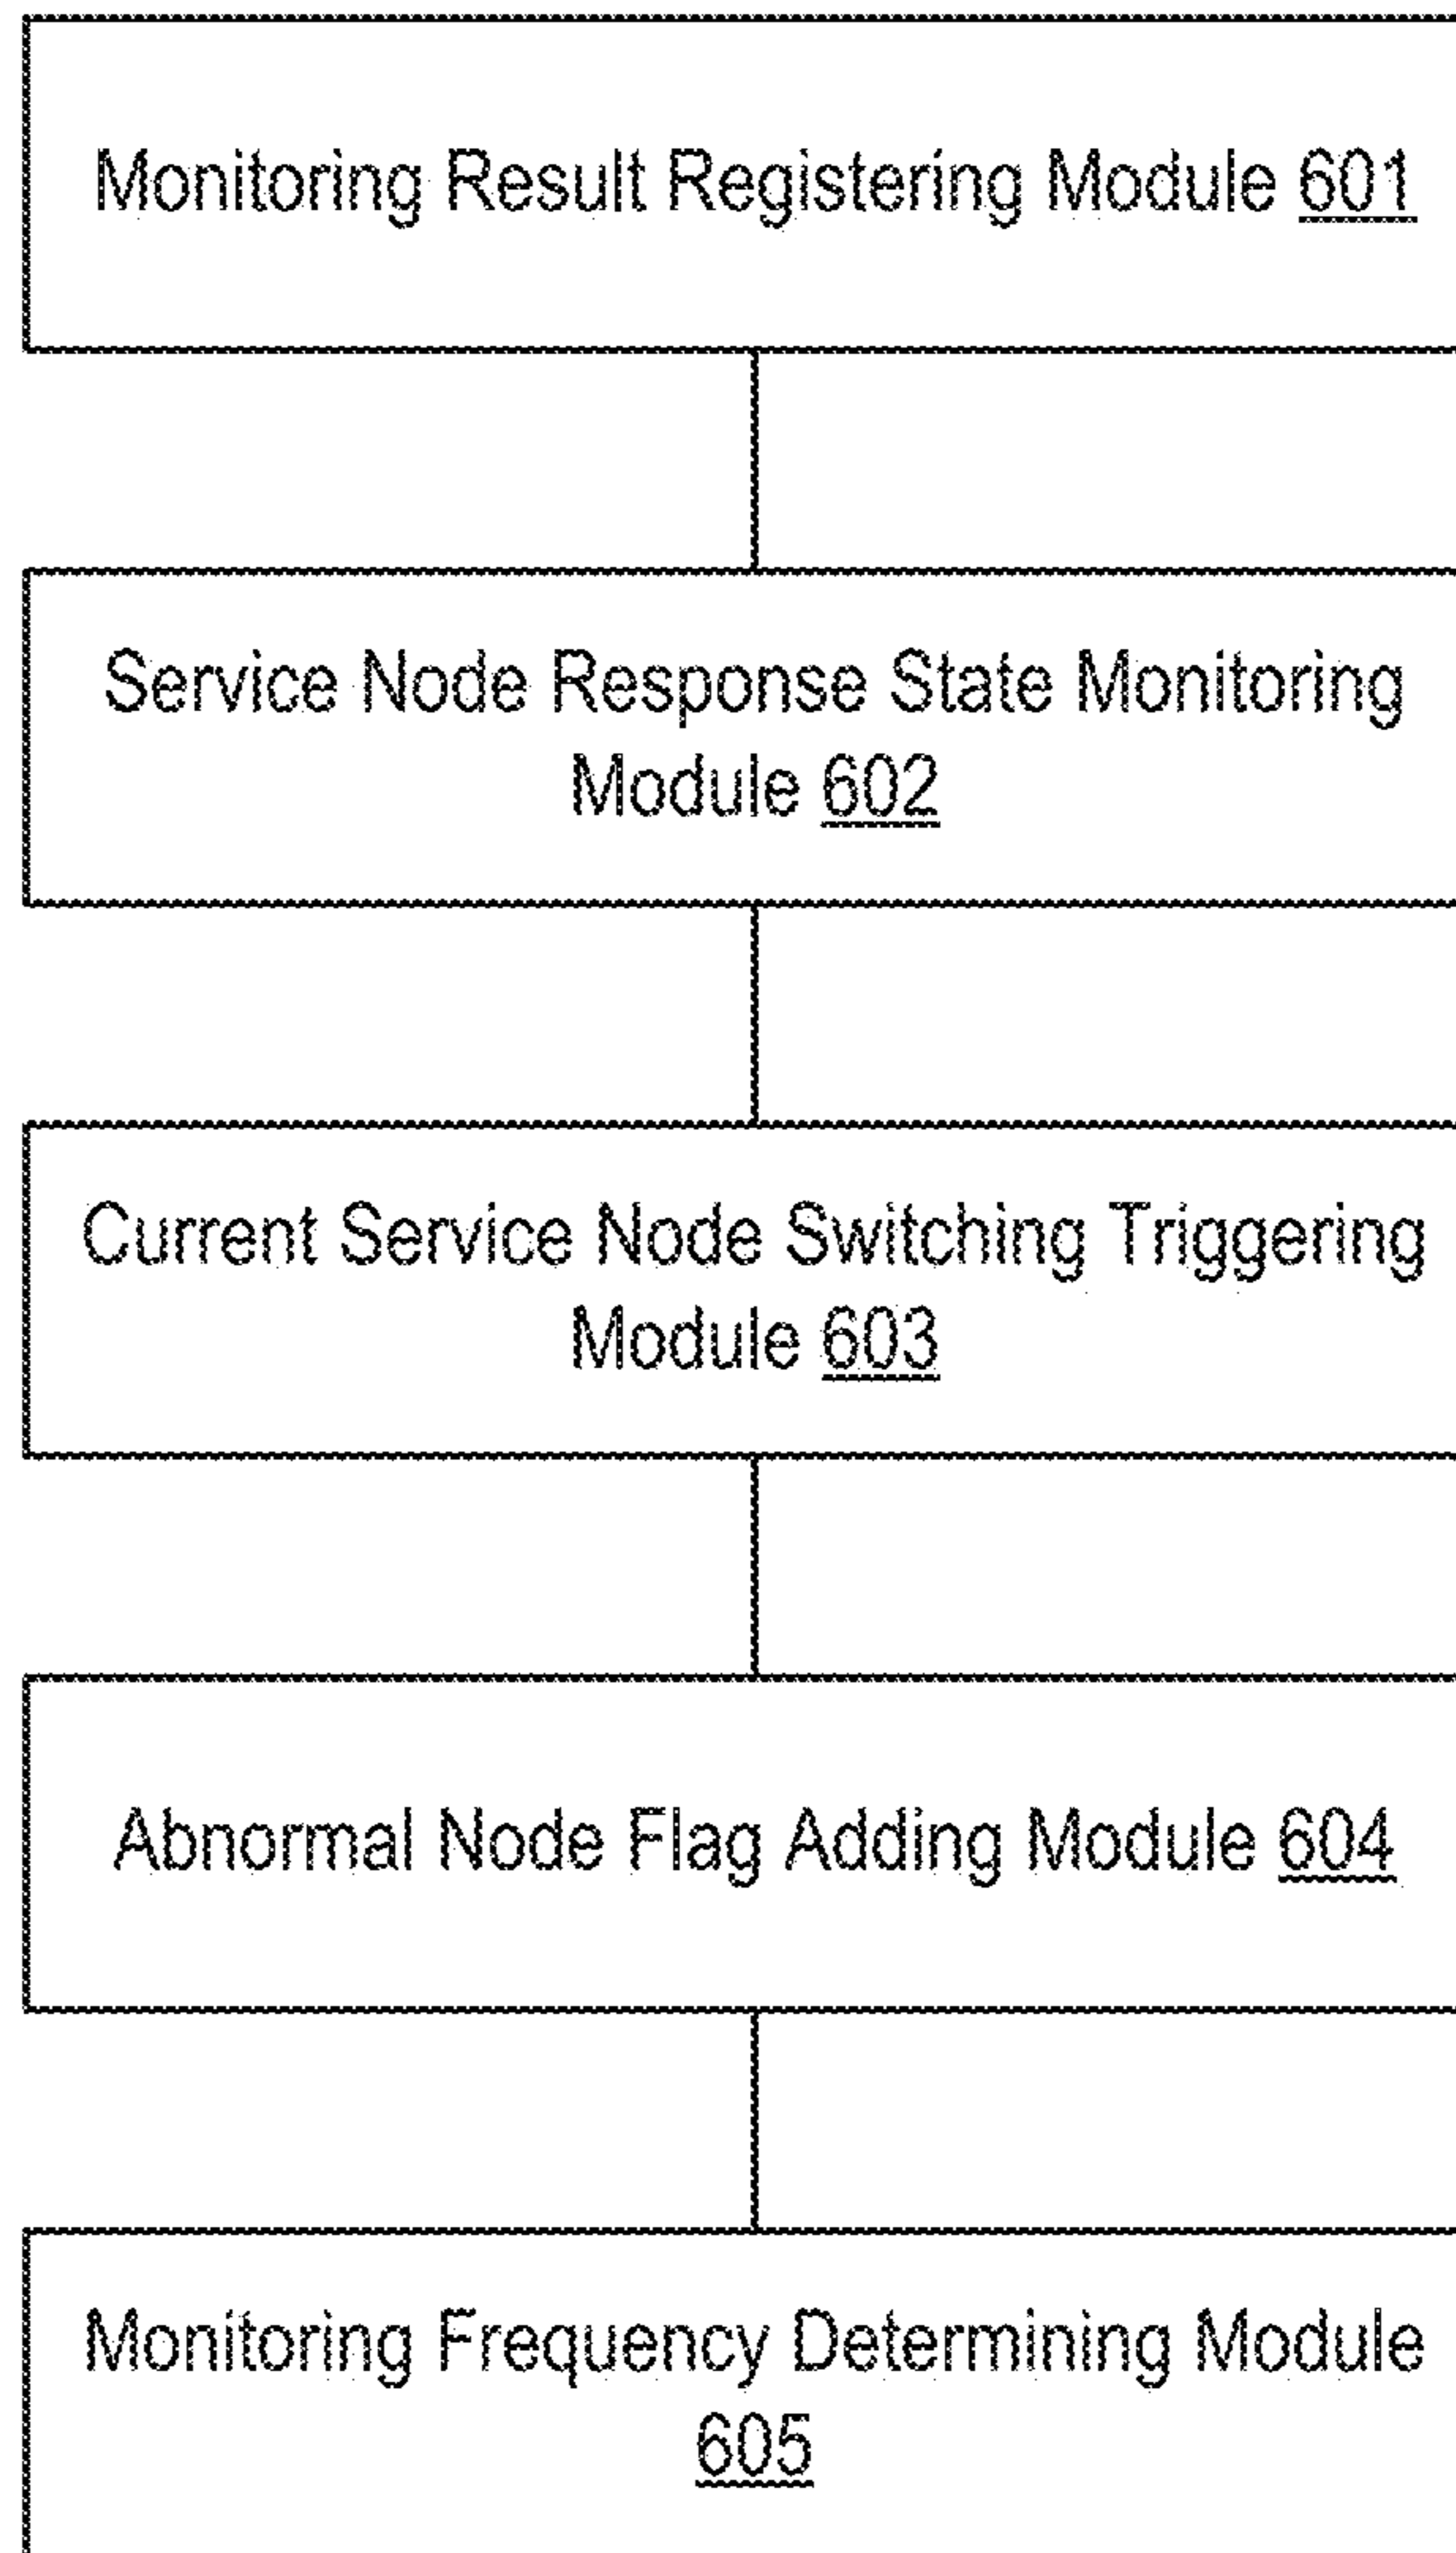 Monitoring Result Registering Module 601
Service Node Response State Monitoring
Module 602
Current Service Node Switching Triggering
Module 603
Abnormal Node Flag Adding Module 604
Monitoring Frequency Determining Module
605